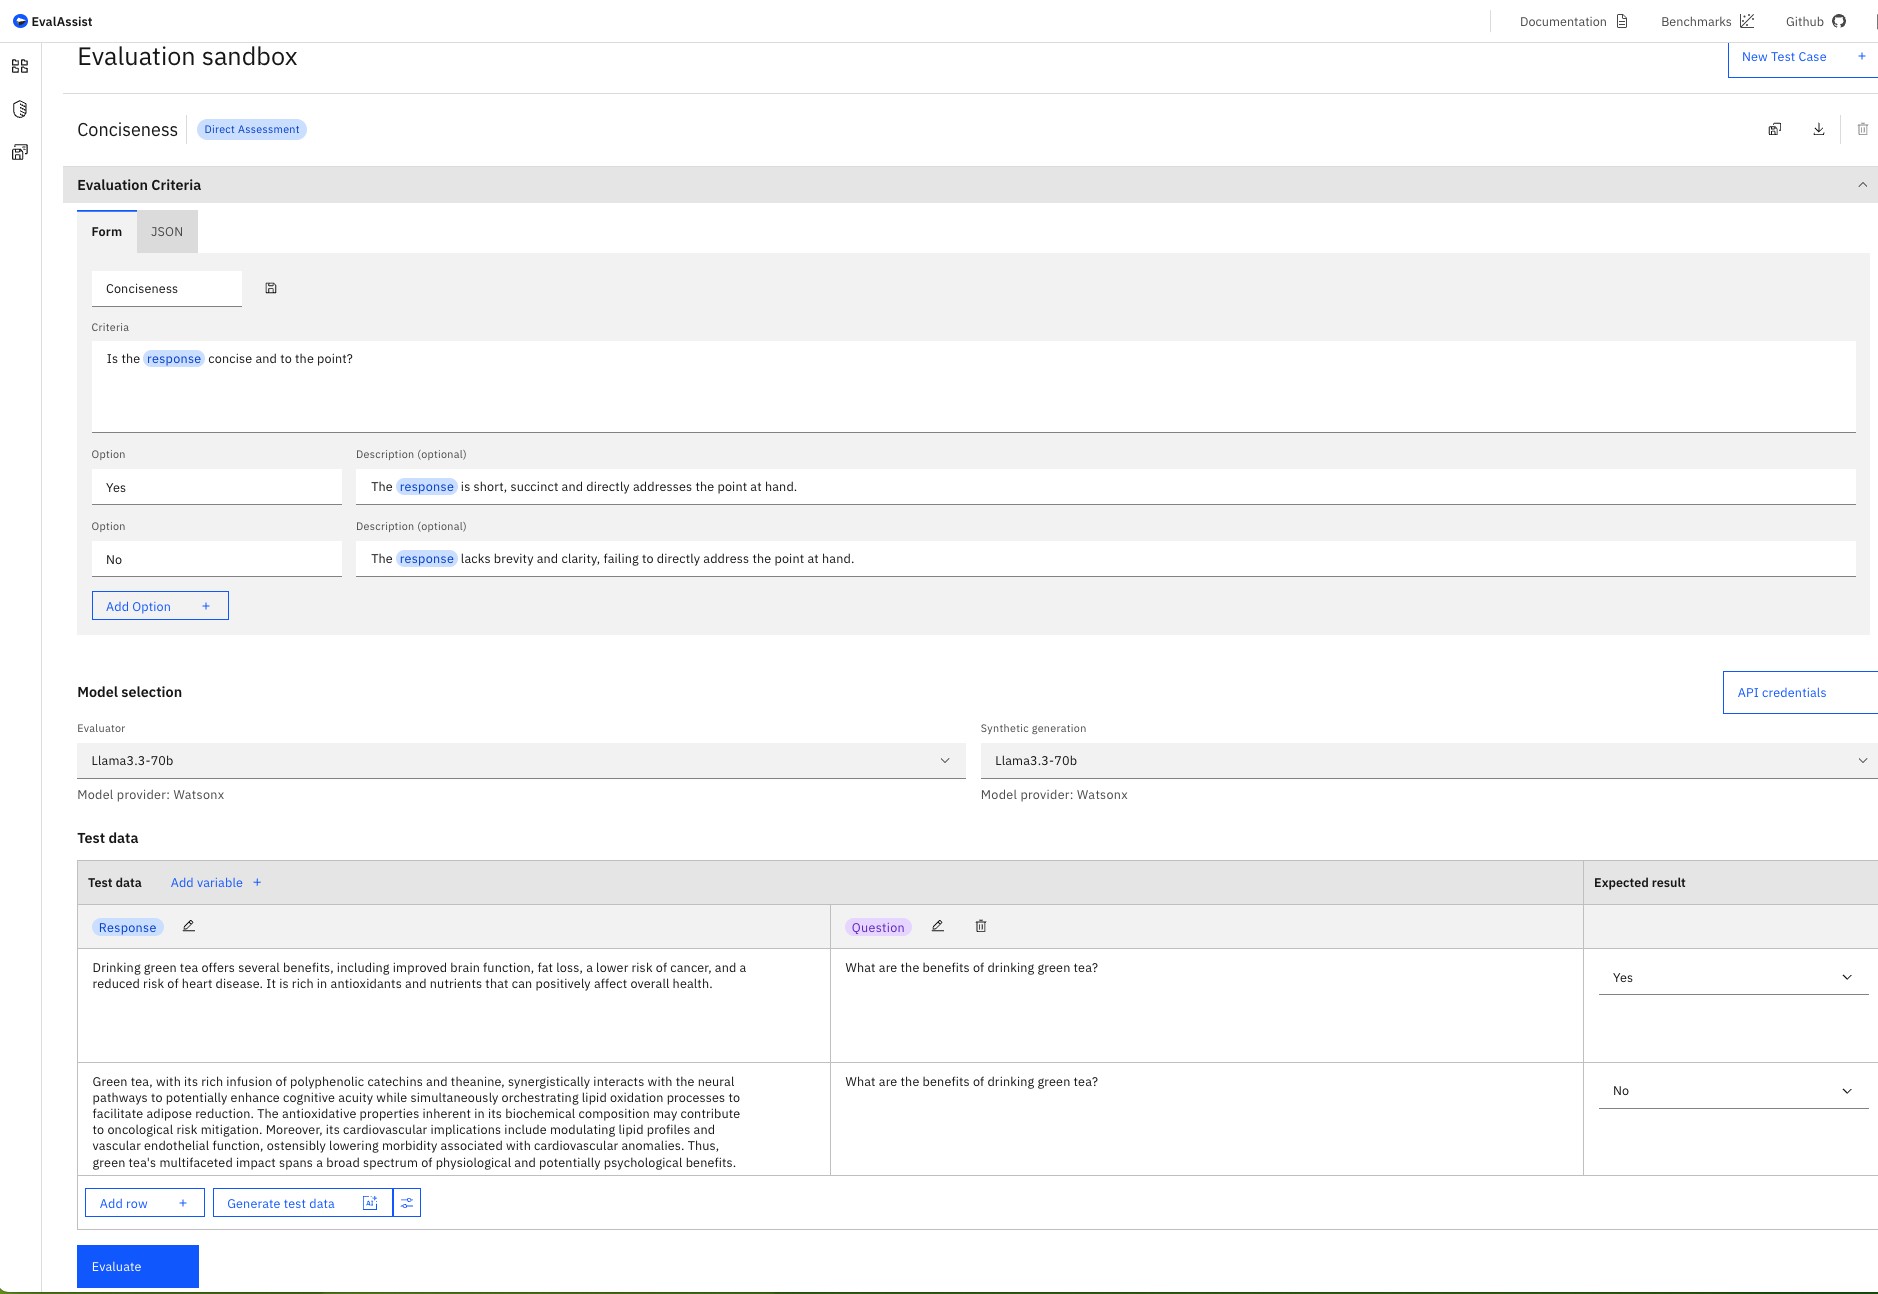 EvalAssist
Documentation
Benchmarks
Github
Evaluation sandbox
New Test Case +
Conciseness
Direct Assessment
Evaluation Criteria
Form
JSON
Conciseness
Criteria
Is the response concise and to the point?
Option
Description (optional)
Yes
The response is short, succinct and directly addresses the point at hand.
Option
Description (optional)
No
The response lacks brevity and clarity, failing to directly address the point at hand.
Add Option +
Model selection
API credentials
Evaluator
Synthetic generation
Llama3.3-70b
Llama3.3-70b
Model provider: Watsonx
Model provider: Watsonx
Test data
Test data
Add variable +
Expected result
Response
Question
Drinking green tea offers several benefits, including improved brain function, fat loss, a lower risk of cancer, and a
reduced risk of heart disease. It is rich in antioxidants and nutrients that can positively affect overall health.
What are the benefits of drinking green tea?
Yes
Green tea, with its rich infusion of polyphenolic catechins and theanine, synergistically interacts with the neural
pathways to potentially enhance cognitive acuity while simultaneously orchestrating lipid oxidation processes to
facilitate adipose reduction. The antioxidative properties inherent in its biochemical composition may contribute
to oncological risk mitigation. Moreover, its cardiovascular implications include modulating lipid profiles and
vascular endothelial function, ostensibly lowering morbidity associated with cardiovascular anomalies. Thus,
green tea's multifaceted impact spans a broad spectrum of physiological and potentially psychological benefits.
What are the benefits of drinking green tea?
No
Add row +
Generate test data
AI
Evaluate